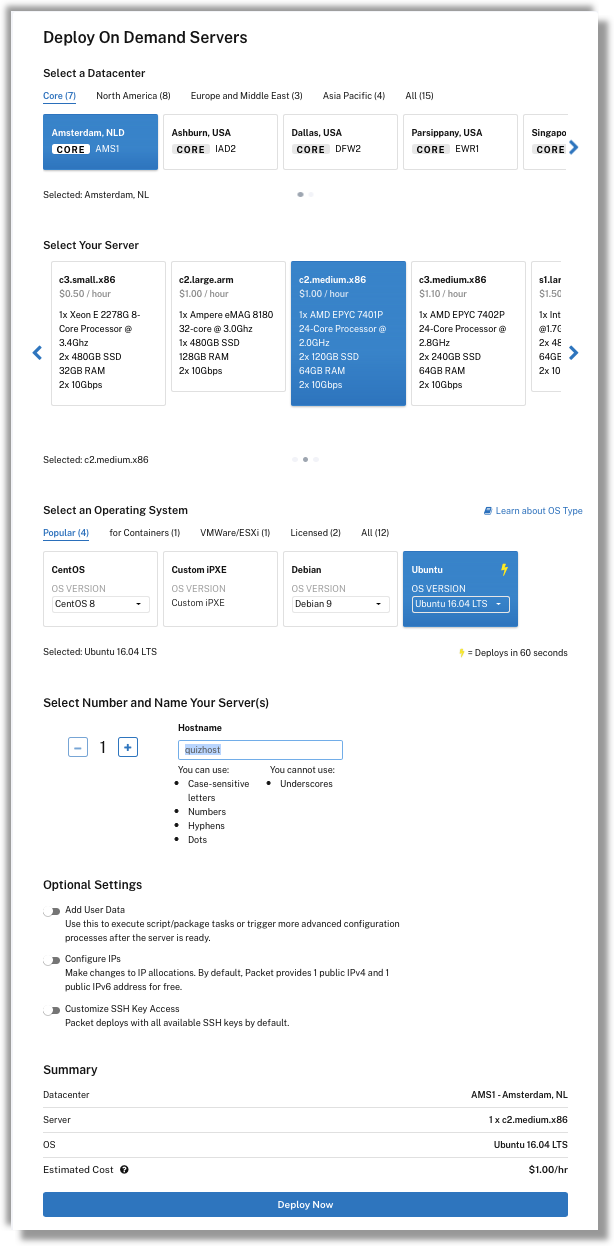 Deploy On Demand Servers
Select a Datacenter
Core (7) North America (8) Europe and Middle East (3) Asia Pacific (4) All (15)
Amsterdam, NLD
CORE AMS1
Ashburn, USA
CORE IAD2
Dallas, USA
CORE DFW2
Parsippany, USA
CORE EWR1
Singapo
CORE
Selected: Amsterdam, NL
Select Your Server
c3.small.x86
$0.50 / hour
1x Xeon E 2278G 8-
Core Processor @
3.4Ghz
2x 480GB SSD
32GB RAM
2x 10Gbps
c2.large.arm
$1.00 / hour
1x Ampere eMAG 8180
32-core @ 3.0Ghz
1x 480GB SSD
128GB RAM
2x 10Gbps
c2.medium.x86
$1.00 / hour
1x AMD EPYC 7401P
24-Core Processor @
2.0GHz
2x 120GB SSD
64GB RAM
2x 10Gbps
c3.medium.x86
$1.10 / hour
1x AMD EPYC 7402P
24-Core Processor @
2.8GHz
2x 240GB SSD
64GB RAM
2x 10Gbps
s1.lar
$1.50
1x Int
@1.7G
2x 48
64GB
2x 10
Selected: c2.medium.x86
Select an Operating System
Learn about OS Type
Popular (4) for Containers (1) VMWare/ESXi (1) Licensed (2) All (12)
CentOS
OS VERSION
CentOS 8
Custom iPXE
OS VERSION
Custom iPXE
Debian
OS VERSION
Debian 9
Ubuntu
OS VERSION
Ubuntu 16.04 LTS
Selected: Ubuntu 16.04 LTS
= Deploys in 60 seconds
Select Number and Name Your Server(s)
− 1 +
Hostname
quizhost
You can use:
Case-sensitive
letters
Numbers
Hyphens
Dots
You cannot use:
Underscores
Optional Settings
Add User Data
Use this to execute script/package tasks or trigger more advanced configuration
processes after the server is ready.
Configure IPs
Make changes to IP allocations. By default, Packet provides 1 public IPv4 and 1
public IPv6 address for free.
Customize SSH Key Access
Packet deploys with all available SSH keys by default.
Summary
Datacenter AMS1 - Amsterdam, NL
Server 1 x c2.medium.x86
OS Ubuntu 16.04 LTS
Estimated Cost ? $1.00/hr
Deploy Now